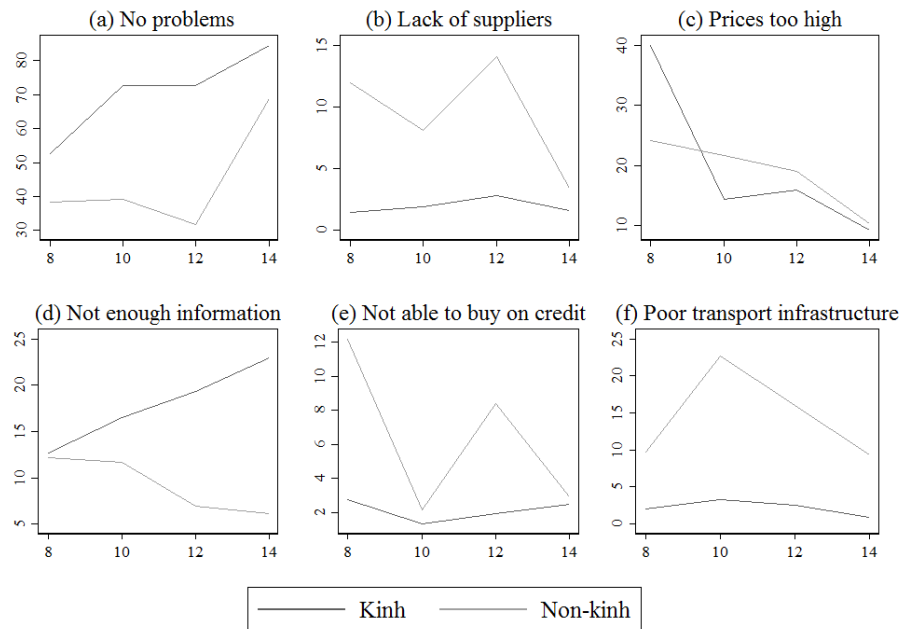 (a) No problems
80
70
60
50
40
30
8 10 12 14
(b) Lack of suppliers
15
10
5
0
8 10 12 14
(c) Prices too high
40
30
20
10
8 10 12 14
(d) Not enough information
25
20
15
10
5
8 10 12 14
(e) Not able to buy on credit
12
10
8
6
4
2
8 10 12 14
(f) Poor transport infrastructure
25
20
15
10
5
0
8 10 12 14
Kinh Non-kinh